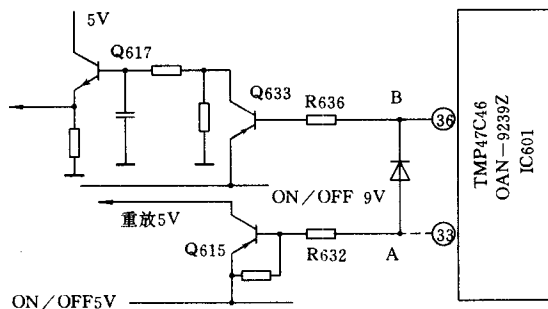 5V
Q617
Q633
R636
B
36
TMP47C46
OAN-9239Z
IC601
ON/OFF 9V
重放5V
Q615
R632
A
33
ON/OFF5V